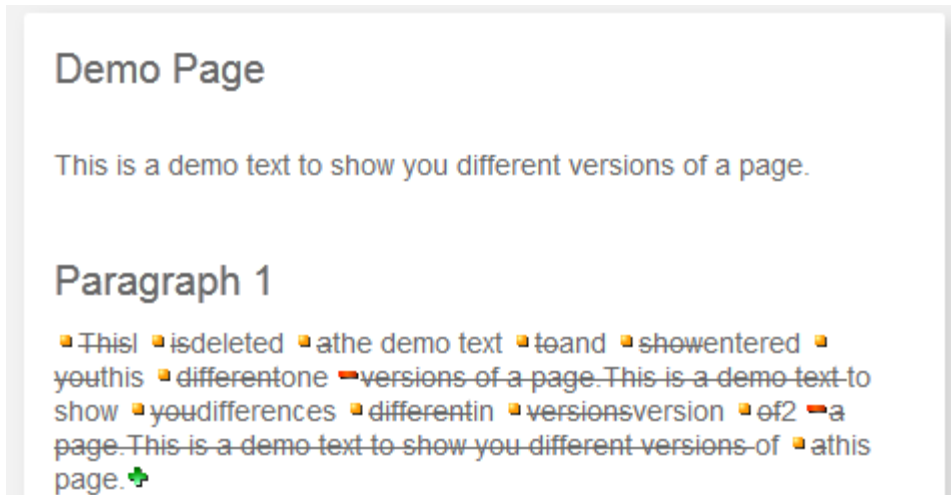 Demo Page
This is a demo text to show you different versions of a page.
Paragraph 1
ThisI isdeleted athe demo text toand showentered
youthis differentone versions of a page.This is a demo text to
show youdifferences differentin versionsversion of2 a
page.This is a demo text to show you different versions of athis
page.